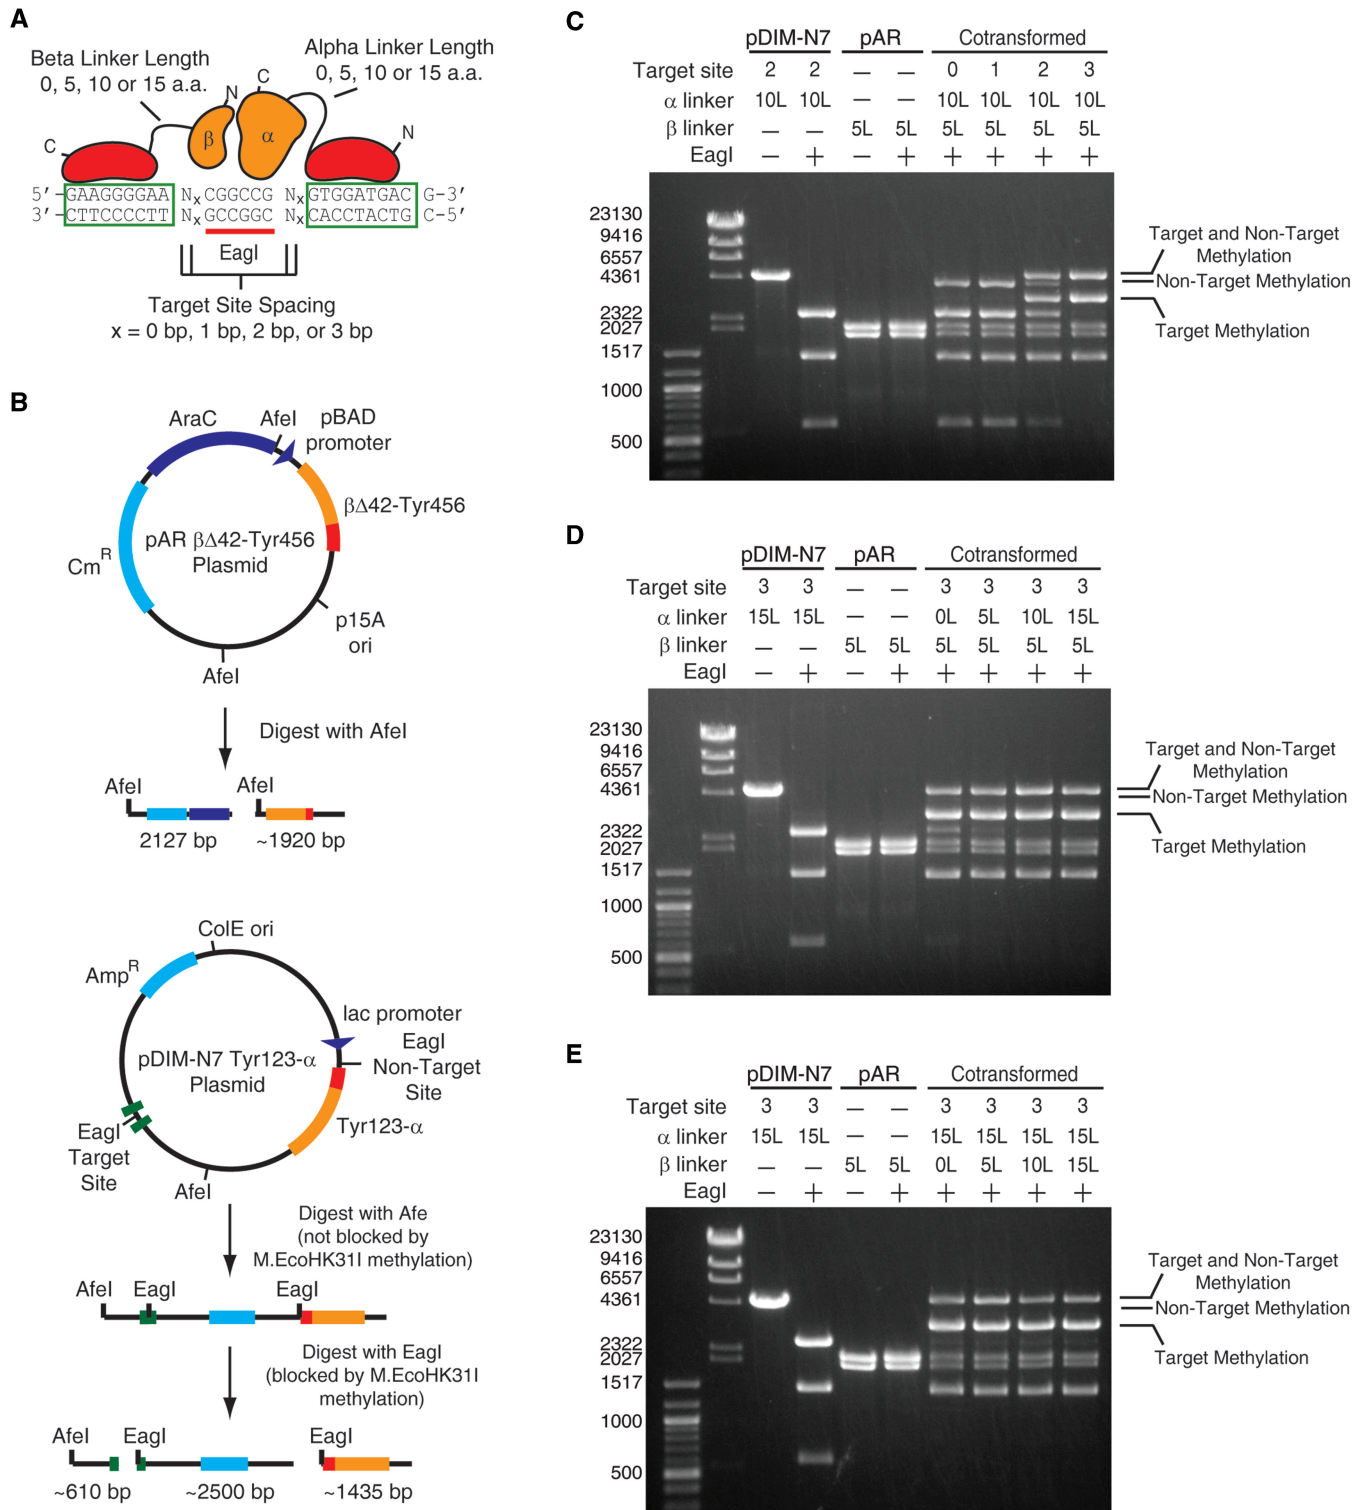 A
Beta Linker Length
0, 5, 10 or 15 a.a.
Alpha Linker Length
0, 5, 10 or 15 a.a.
C
N
β
α
C
N
5′ GAAGGGGAA NxCGGCCG NxGTGGATGAC G-3′
3′ CTTCCCCTT NxGCCGGC NxCACCTACTG C-5′
EagI
Target Site Spacing
x = 0 bp, 1 bp, 2 bp, or 3 bp
B
AraC
AfeI
pBAD
promoter
βΔ42-Tyr456
pAR βΔ42-Tyr456
Plasmid
CmR
p15A
ori
AfeI
Digest with AfeI
AfeI
AfeI
2127 bp
~1920 bp
ColE ori
AmpR
lac promoter
EagI
Non-Target
Site
pDIM-N7 Tyr123-α
Plasmid
Tyr123-α
EagI
Target
Site
AfeI
Digest with Afe
(not blocked by
M.EcoHK31I methylation)
AfeI EagI EagI
Digest with EagI
(blocked by M.EcoHK31I
methylation)
AfeI EagI EagI
~610 bp ~2500 bp ~1435 bp
C
pDIM-N7 pAR Cotransformed
Target site 2 2 — — 0 1 2 3
α linker 10L 10L — — 10L 10L 10L 10L
β linker — — 5L 5L 5L 5L 5L 5L
EagI — + — + + + + +
23130
9416
6557
4361
2322
2027
1517
1000
500
Target and Non-Target
Methylation
Non-Target Methylation
Target Methylation
D
pDIM-N7 pAR Cotransformed
Target site 3 3 — — 3 3 3 3
α linker 15L 15L — — 0L 5L 10L 15L
β linker — — 5L 5L 5L 5L 5L 5L
EagI — + — + + + + +
23130
9416
6557
4361
2322
2027
1517
1000
500
Target and Non-Target
Methylation
Non-Target Methylation
Target Methylation
E
pDIM-N7 pAR Cotransformed
Target site 3 3 — — 3 3 3 3
α linker 15L 15L — — 15L 15L 15L 15L
β linker — — 5L 5L 0L 5L 10L 15L
EagI — + — + + + + +
23130
9416
6557
4361
2322
2027
1517
1000
500
Target and Non-Target
Methylation
Non-Target Methylation
Target Methylation